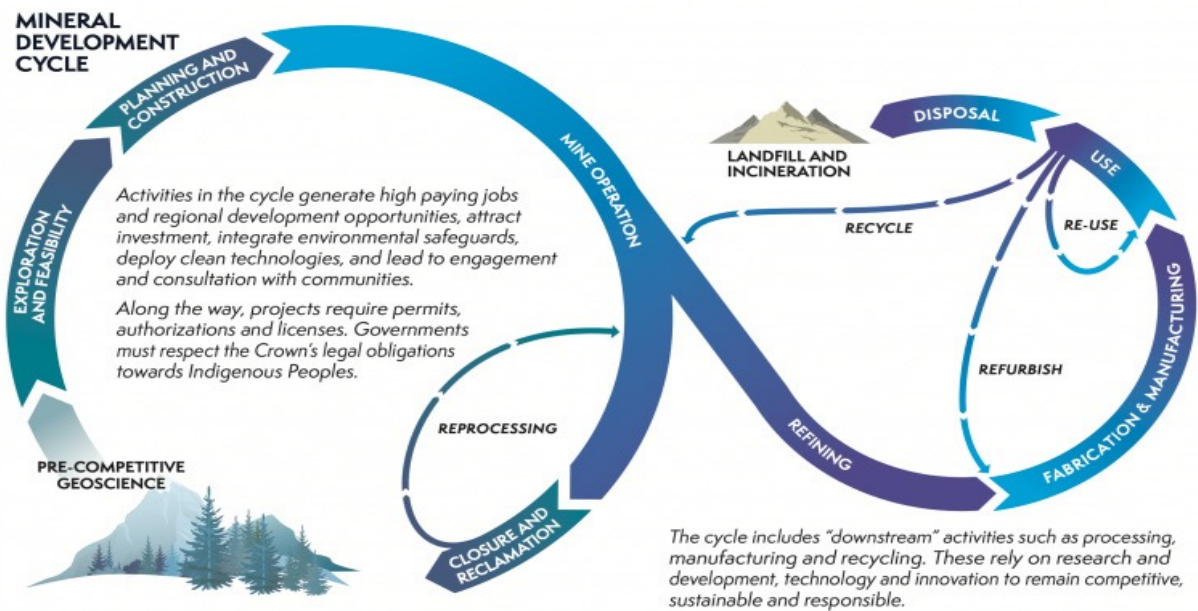 MINERAL
DEVELOPMENT
CYCLE
PLANNING AND
CONSTRUCTION
EXPLORATION
AND FEASIBILITY
PRE-COMPETITIVE
GEOSCIENCE
Activities in the cycle generate high paying jobs
and regional development opportunities, attract
investment, integrate environmental safeguards,
deploy clean technologies, and lead to engagement
and consultation with communities.
Along the way, projects require permits,
authorizations and licenses. Governments
must respect the Crown's legal obligations
towards Indigenous Peoples.
MINE OPERATION
REPROCESSING
CLOSURE AND
RECLAMATION
LANDFILL AND
INCINERATION
DISPOSAL
USE
RECYCLE
RE-USE
REFURBISH
REFINING
FABRICATION & MANUFACTURING
The cycle includes "downstream" activities such as processing,
manufacturing and recycling. These rely on research and
development, technology and innovation to remain competitive,
sustainable and responsible.